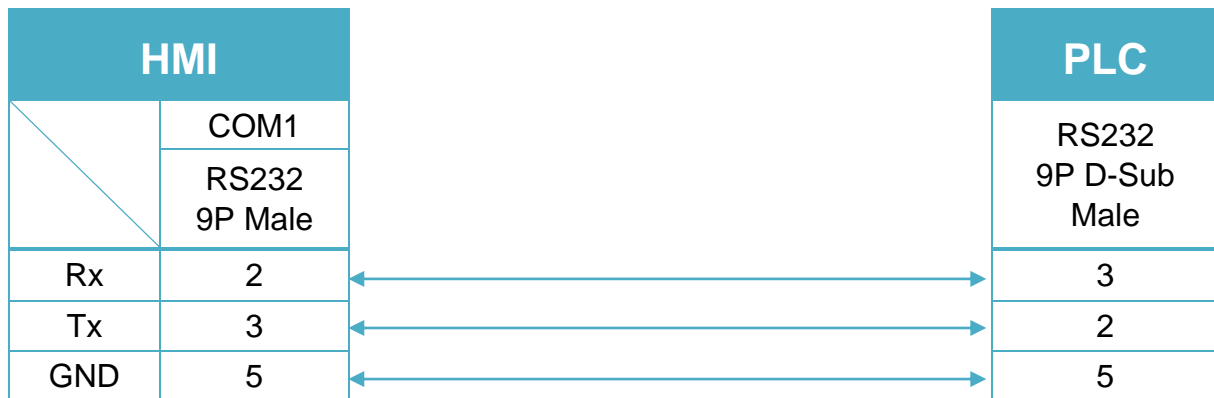 HMI
PLC
COM1
RS232
9P Male
RS232
9P D-Sub
Male
Rx 2 3
Tx 3 2
GND 5 5